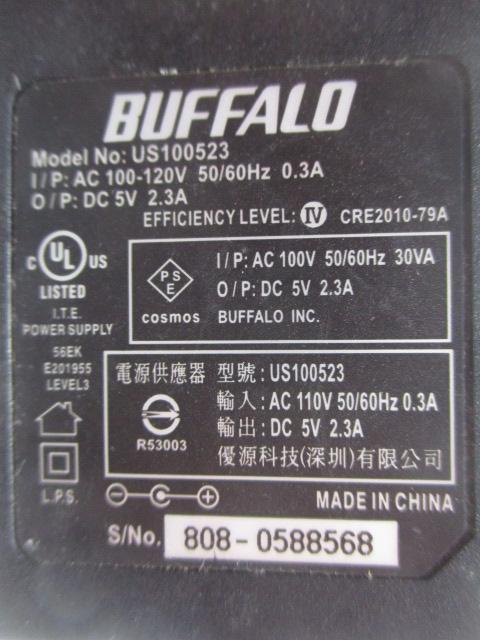 BUFFALO
Model No: US100523
I/P: AC 100-120V 50/60Hz 0.3A
O/P: DC 5V 2.3A
EFFICIENCY LEVEL: IV CRE2010-79A
C UL US
LISTED
I.T.E.
POWER SUPPLY
56EK
E201955
LEVEL3
L.P.S.
PS
E
cosmos
I/P: AC 100V 50/60Hz 30VA
O/P: DC 5V 2.3A
BUFFALO INC.
電源供應器 型號: US100523
輸入: AC 110V 50/60Hz 0.3A
輸出: DC 5V 2.3A
優源科技(深圳)有限公司
R53003
MADE IN CHINA
S/No. 808-0588568